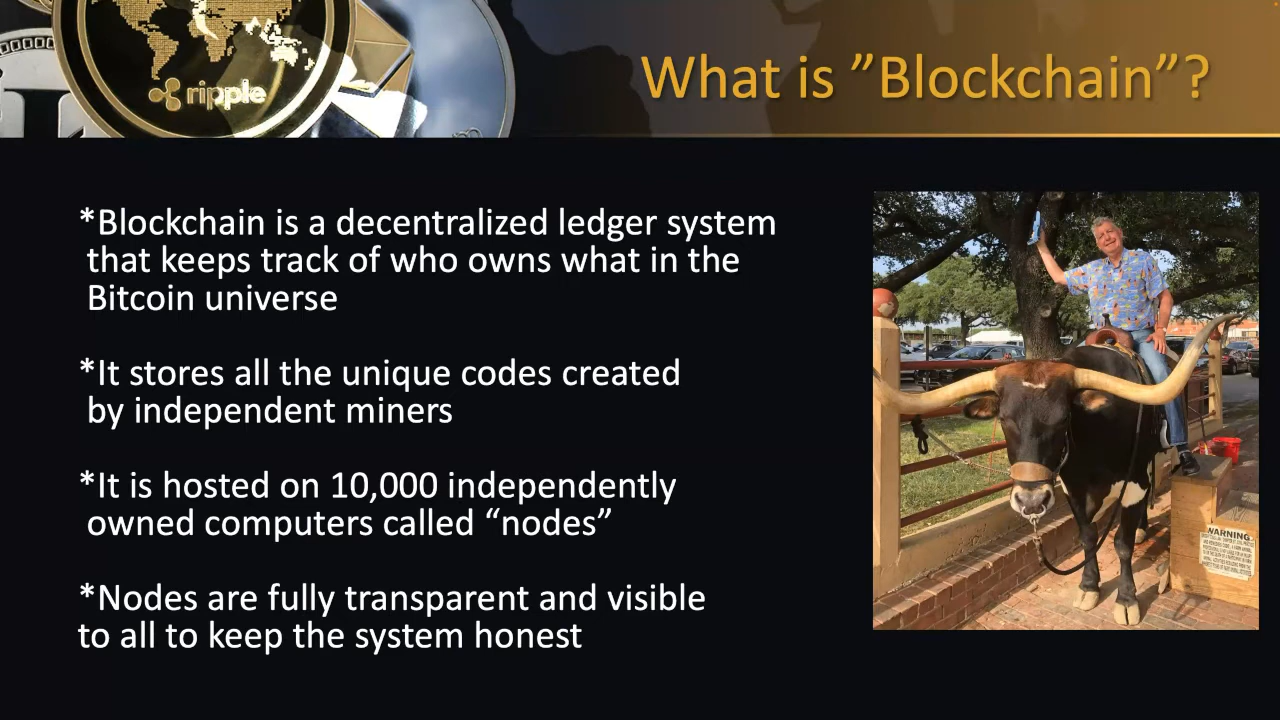 ripple
What is ”Blockchain”?
*Blockchain is a decentralized ledger system
that keeps track of who owns what in the
Bitcoin universe
*It stores all the unique codes created
by independent miners
*It is hosted on 10,000 independently
owned computers called “nodes”
*Nodes are fully transparent and visible
to all to keep the system honest
WARNING